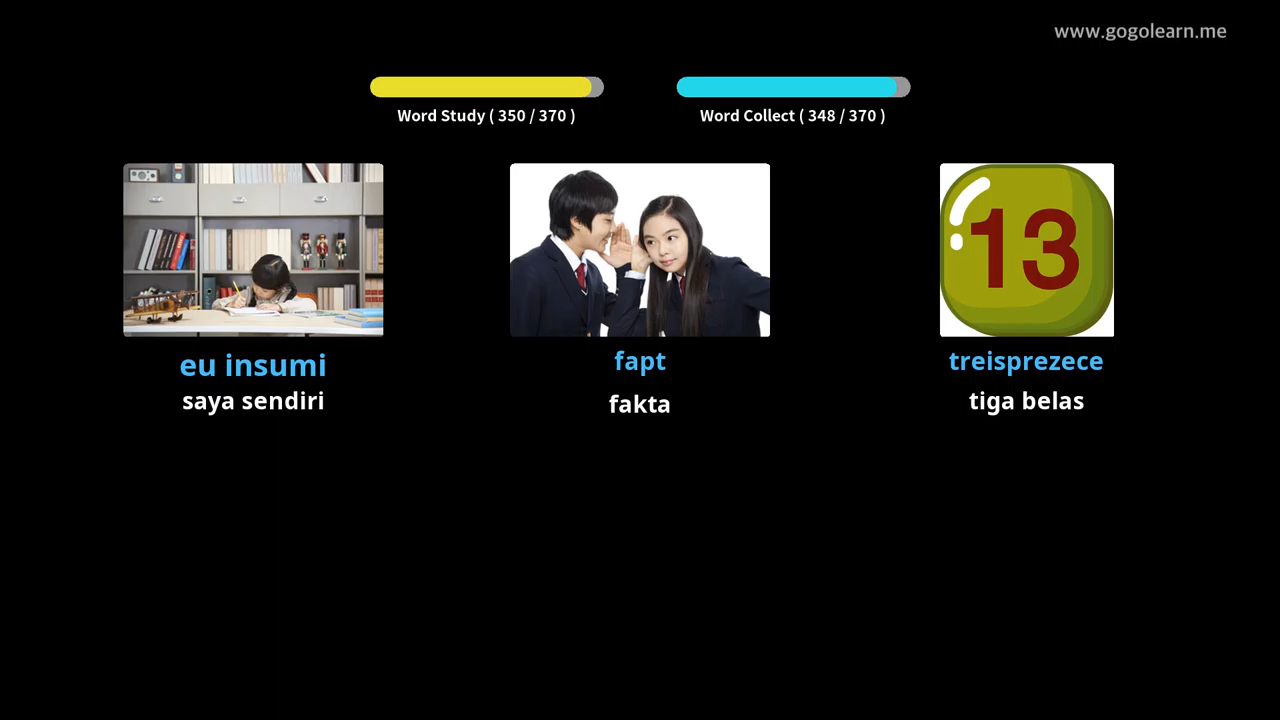 www.gogolearn.me
Word Study ( 350 / 370 )
Word Collect ( 348 / 370 )
13
eu insumi
fapt
treisprezece
saya sendiri
fakta
tiga belas